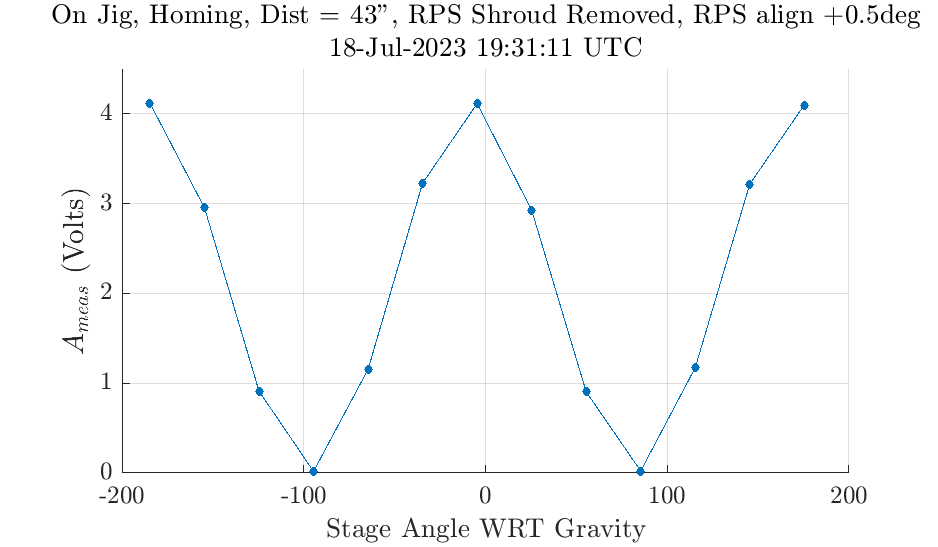 On Jig, Homing, Dist = 43”, RPS Shroud Removed, RPS align +0.5deg
18-Jul-2023 19:31:11 UTC
A_meas (Volts)
4
3
2
1
0
-200 -100 0 100 200
Stage Angle WRT Gravity